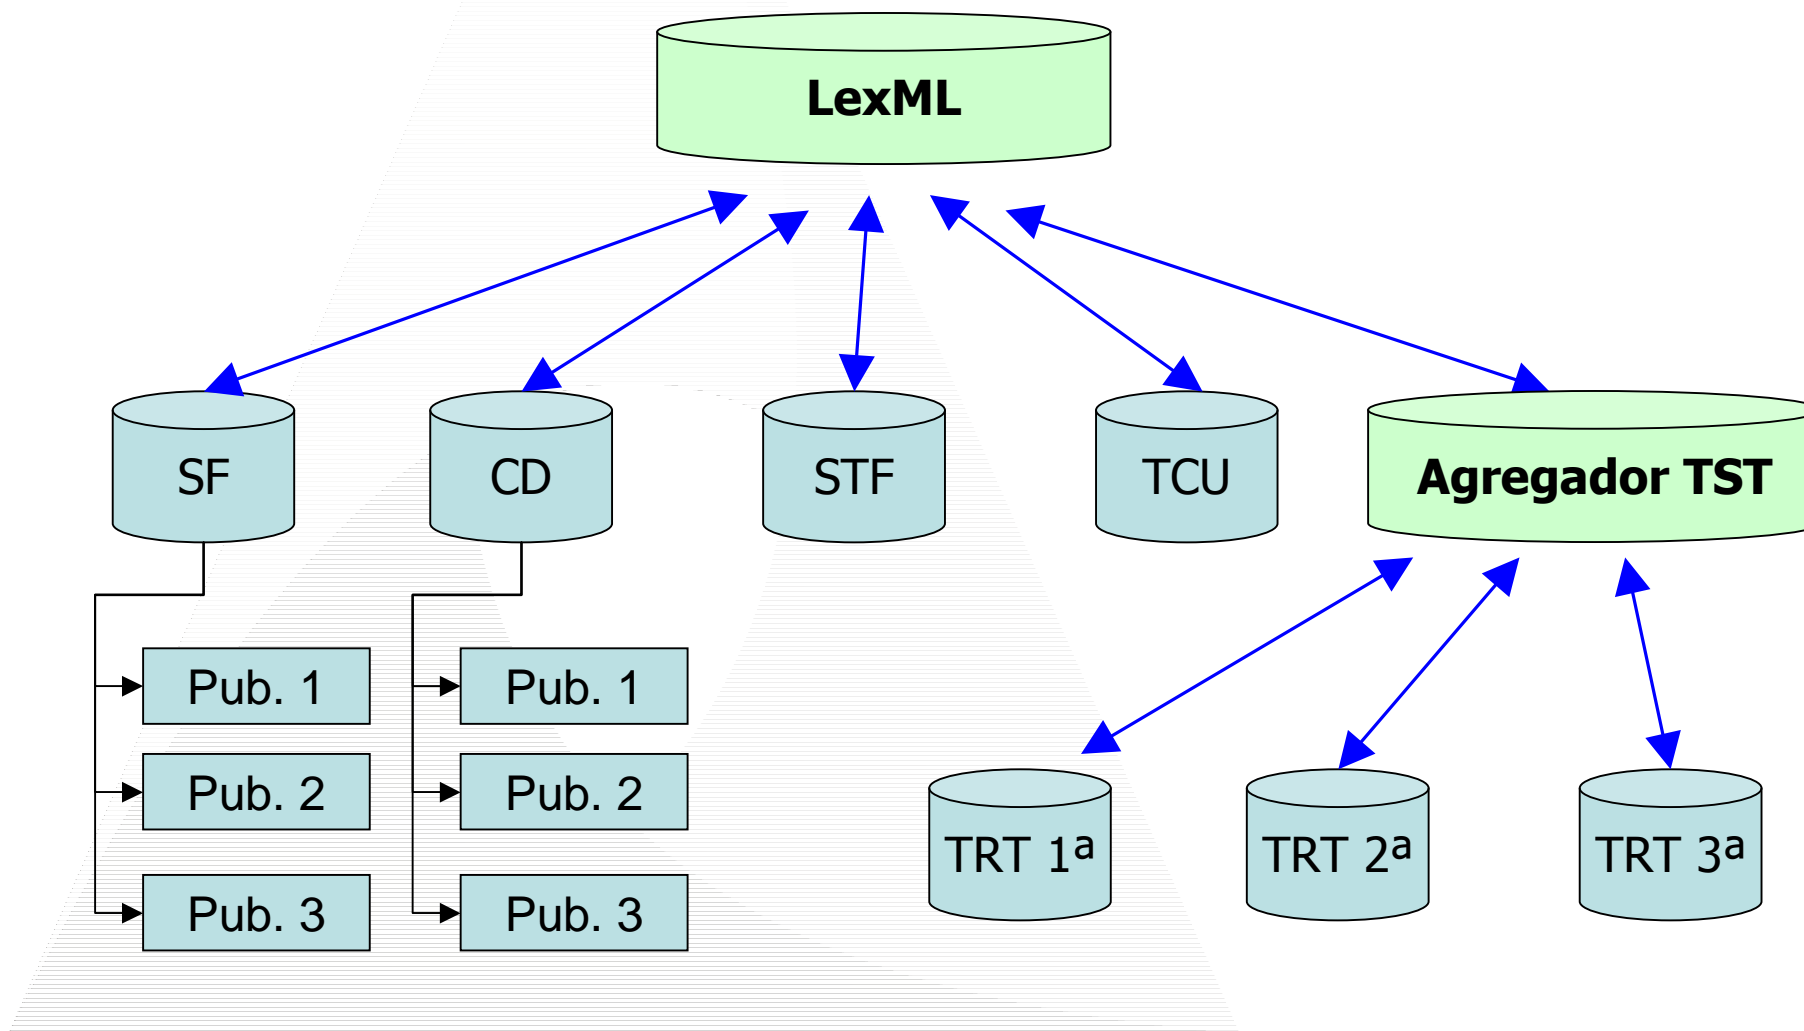 LexML
SF
CD
STF
TCU
Agregador TST
Pub. 1
Pub. 1
Pub. 2
Pub. 2
Pub. 3
Pub. 3
TRT 1ª
TRT 2ª
TRT 3ª